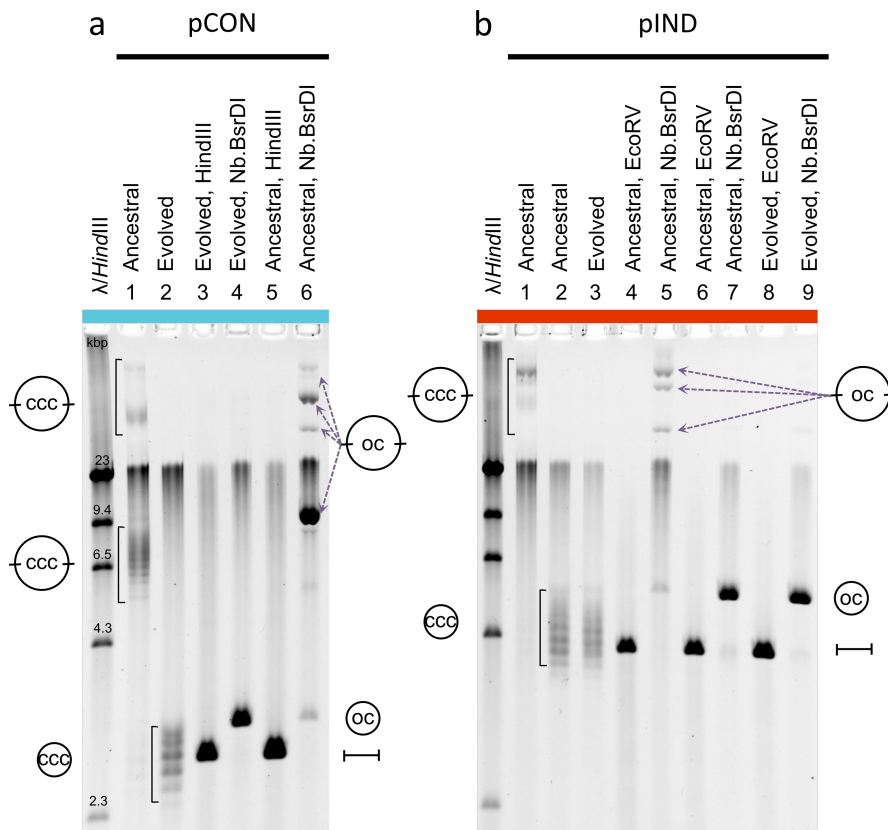 a
pCON
b
pIND
λ/HindIII
Ancestral
Evolved
Evolved, HindIII
Evolved, Nb.BsrDI
Ancestral, HindIII
Ancestral, Nb.BsrDI
1 2 3 4 5 6
λ/HindIII
Ancestral
Ancestral
Evolved
Ancestral, EcoRV
Ancestral, Nb.BsrDI
Ancestral, EcoRV
Ancestral, Nb.BsrDI
Evolved, EcoRV
Evolved, Nb.BsrDI
1 2 3 4 5 6 7 8 9
kbp
ccc
oc
23
9.4
6.5
ccc
4.3
oc
ccc
2.3
ccc
oc
oc
ccc